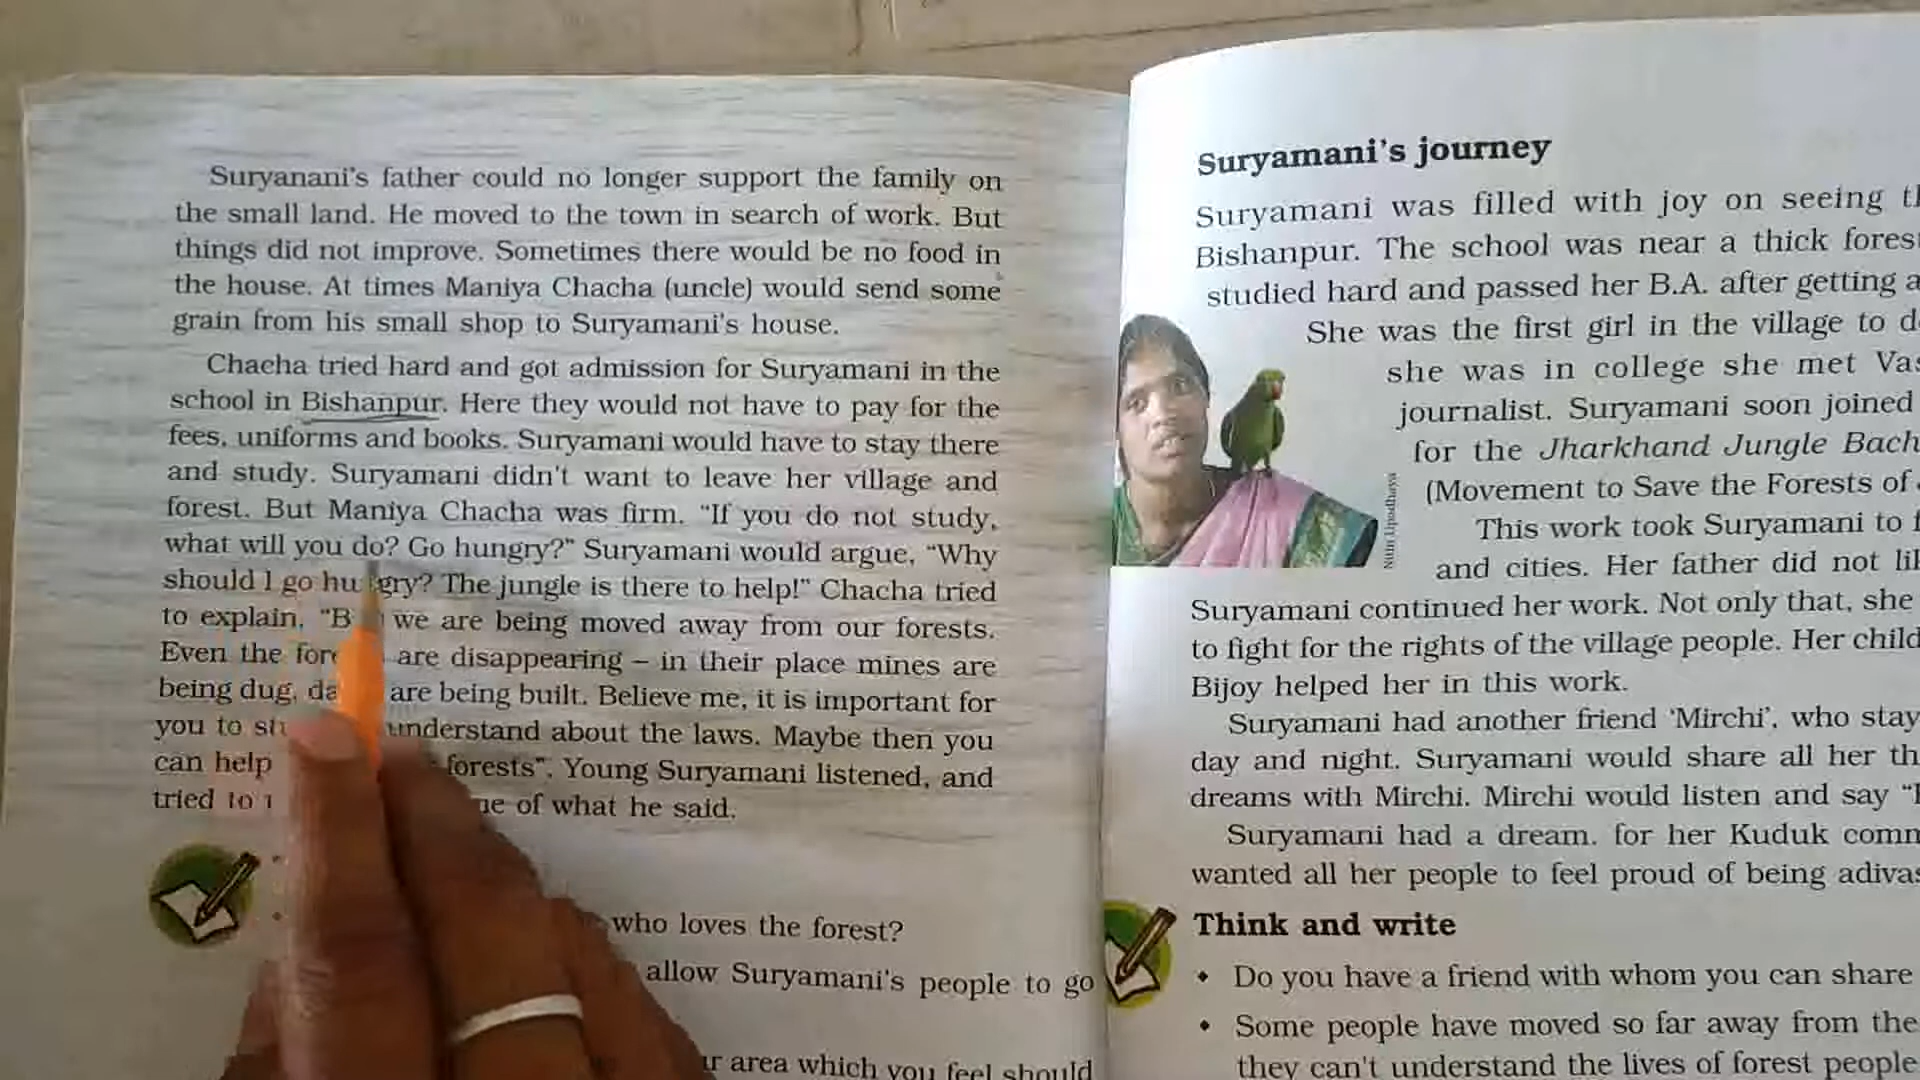 Suryanani's father could no longer support the family on
the small land. He moved to the town in search of work. But
things did not improve. Sometimes there would be no food in
the house. At times Maniya Chacha (uncle) would send some
grain from his small shop to Suryamani's house.
Chacha tried hard and got admission for Suryamani in the
school in Bishanpur. Here they would not have to pay for the
fees, uniforms and books. Suryamani would have to stay there
and study. Suryamani didn't want to leave her village and
forest. But Maniya Chacha was firm. “If you do not study,
what will you do? Go hungry?” Suryamani would argue, “Why
should I go hungry? The jungle is there to help!” Chacha tried
to explain, “B we are being moved away from our forests.
Even the are disappearing – in their place mines are
being dug, are being built. Believe me, it is important for
you to understand about the laws. Maybe then you
can help forests”. Young Suryamani listened, and
tried to of what he said.
who loves the forest?
allow Suryamani's people to go
area which you feel should
Suryamani's journey
Suryamani was filled with joy on seeing
Bishanpur. The school was near a thick
studied hard and passed her B.A. after getting a
She was the first girl in the village to
she was in college she met
journalist. Suryamani soon joined
for the Jharkhand Jungle
(Movement to Save the Forests of
This work took Suryamani to
and cities. Her father did not
Suryamani continued her work. Not only that, she
to fight for the rights of the village people. Her
Bijoy helped her in this work.
Suryamani had another friend ‘Mirchi’, who
day and night. Suryamani would share all her
dreams with Mirchi. Mirchi would listen and say
Suryamani had a dream. for her Kuduk
wanted all her people to feel proud of being
Think and write
• Do you have a friend with whom you can share
• Some people have moved so far away from the
they can't understand the lives of forest people